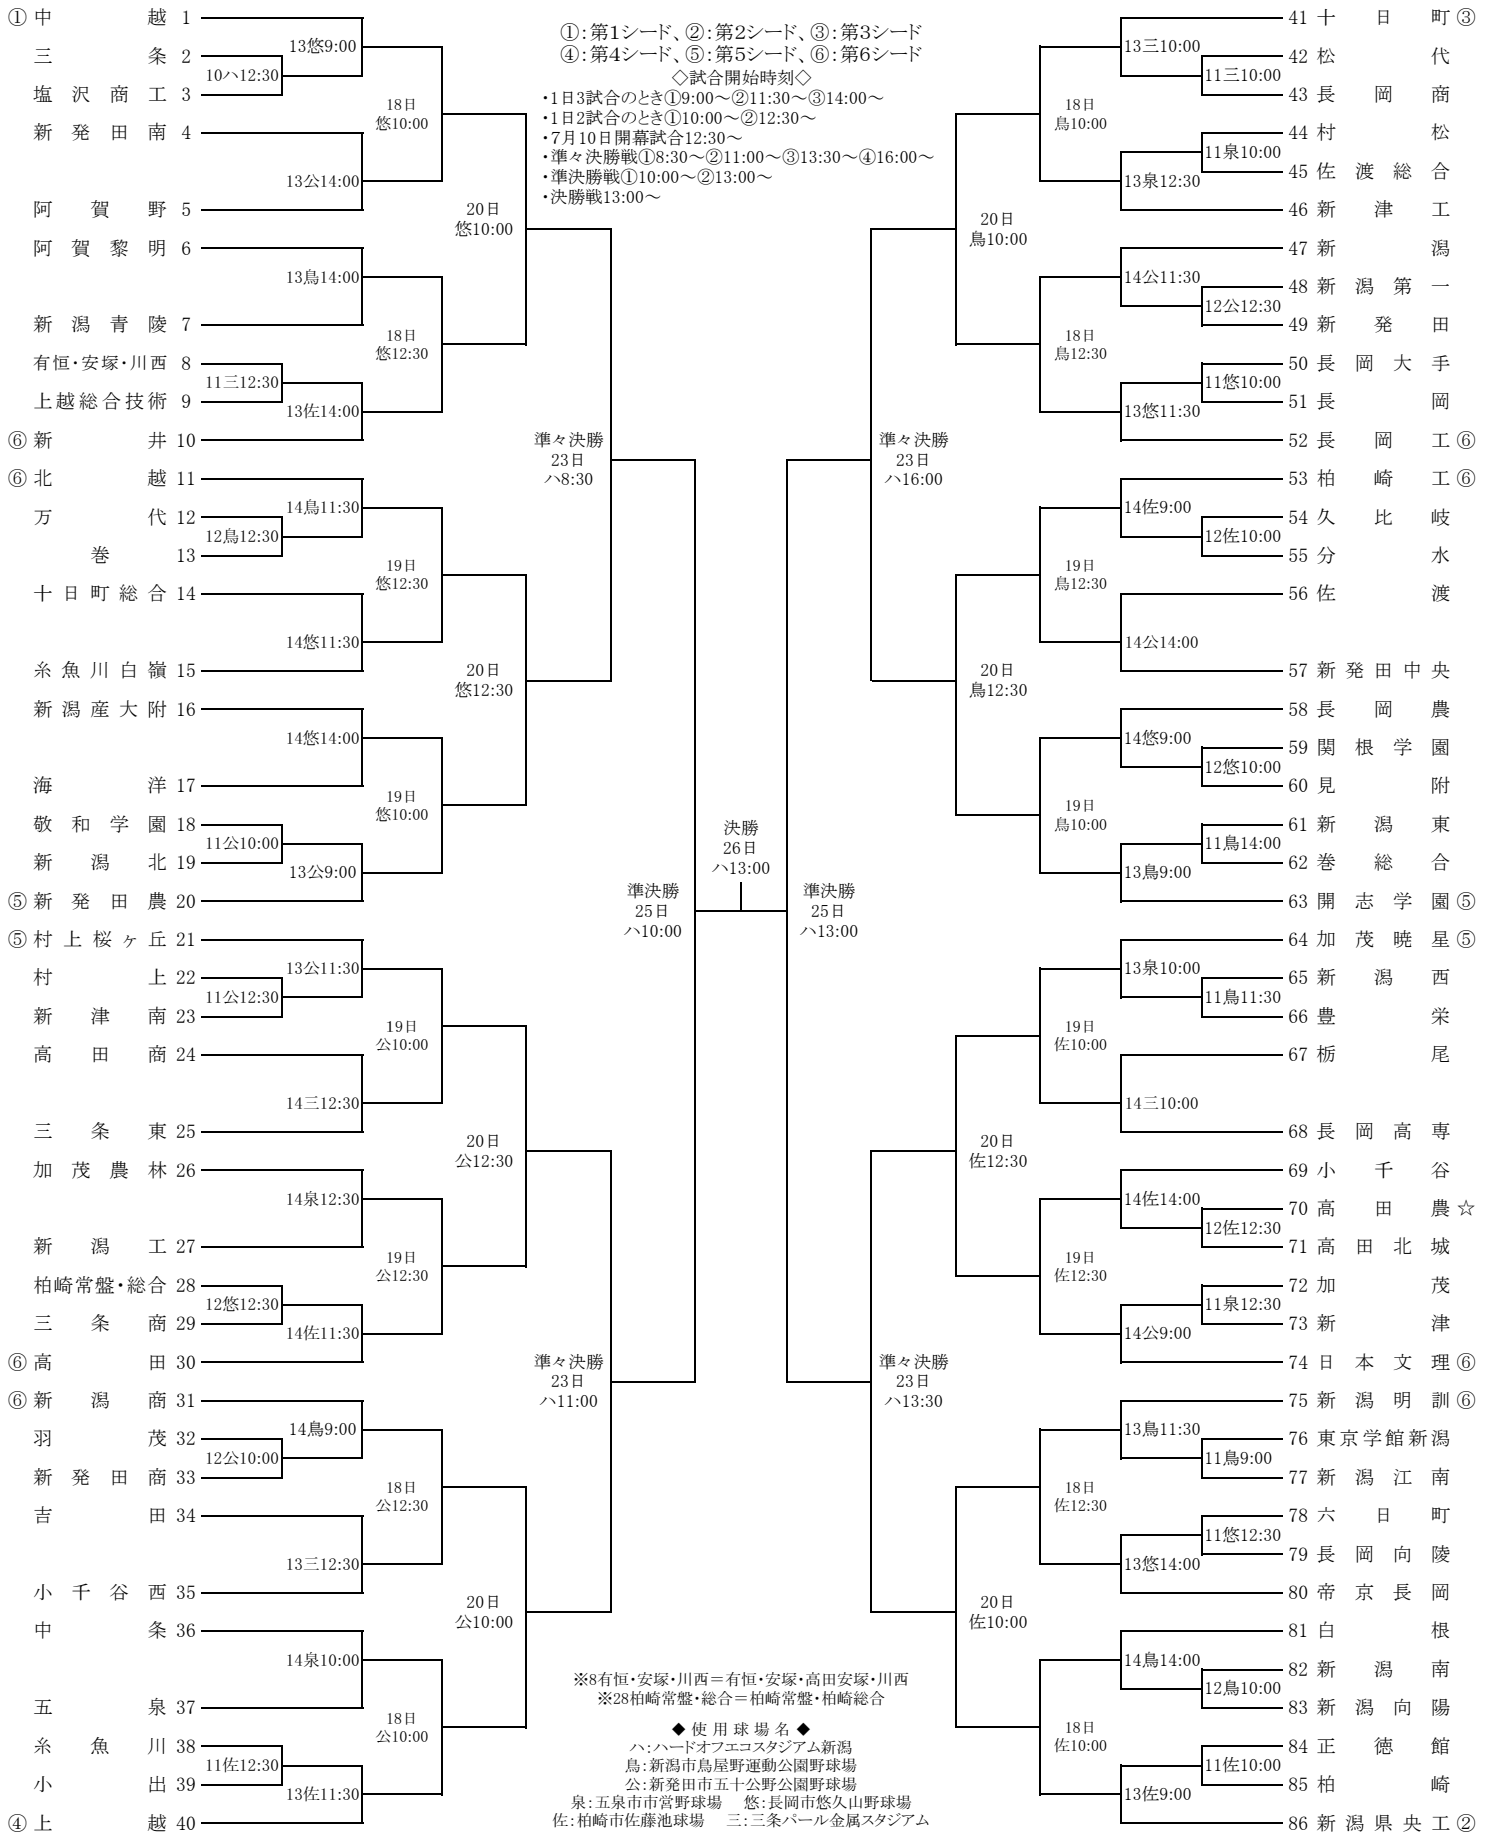 ①:第1シード、②:第2シード、③:第3シード
④:第4シード、⑤:第5シード、⑥:第6シード
◇試合開始時刻◇
・1日3試合のとき①9:00～②11:30～③14:00～
・1日2試合のとき①10:00～②12:30～
・7月10日開幕試合12:30～
・準々決勝戦①8:30～②11:00～③13:30～④16:00～
・準決勝戦①10:00～②13:00～
・決勝戦13:00～
①中越 1
三条 2
塩沢商工 3
新発田南 4
阿賀野 5
阿賀黎明 6
新潟青陵 7
有恒・安塚・川西 8
上越総合技術 9
⑥新井 10
⑥北越 11
万代 12
巻 13
十日町総合 14
糸魚川白嶺 15
新潟産大附 16
海洋 17
敬和学園 18
新潟北 19
⑤新発田農 20
⑤村上桜ヶ丘 21
村上 22
新津南 23
高田商 24
三条東 25
加茂農林 26
新潟工 27
柏崎常盤・総合 28
三条商 29
⑥高田 30
⑥新潟商 31
羽茂 32
新発田商 33
吉田 34
小千谷西 35
中条 36
五泉 37
糸魚川 38
小出 39
④上越 40
10ハ12:30
11三12:30
12鳥12:30
11公10:00
11公12:30
12悠12:30
12公10:00
11佐12:30
13悠9:00
13公14:00
13鳥14:00
13佐14:00
14鳥11:30
14悠11:30
14悠14:00
13公9:00
13公11:30
14三12:30
14泉12:30
14佐11:30
14鳥9:00
13三12:30
14泉10:00
13佐11:30
18日
悠10:00
18日
悠12:30
19日
悠12:30
19日
悠10:00
19日
公10:00
19日
公12:30
18日
公12:30
18日
公10:00
20日
悠10:00
20日
悠12:30
20日
公12:30
20日
公10:00
準々決勝
23日
ハ8:30
準々決勝
23日
ハ11:00
準決勝
25日
ハ10:00
決勝
26日
ハ13:00
準決勝
25日
ハ13:00
準々決勝
23日
ハ16:00
準々決勝
23日
ハ13:30
20日
鳥10:00
20日
鳥12:30
20日
佐12:30
20日
佐10:00
18日
鳥10:00
18日
鳥12:30
19日
鳥12:30
19日
鳥10:00
19日
佐10:00
19日
佐12:30
18日
佐12:30
18日
佐10:00
13三10:00
13泉12:30
14公11:30
13悠11:30
14佐9:00
14公14:00
14悠9:00
13鳥9:00
13泉10:00
14三10:00
14佐14:00
14公9:00
13鳥11:30
13悠14:00
14鳥14:00
13佐9:00
11三10:00
11泉10:00
12公12:30
11悠10:00
12佐10:00
12悠10:00
11鳥14:00
11鳥11:30
12佐12:30
11泉12:30
11鳥9:00
11悠12:30
12鳥10:00
11佐10:00
41 十日町③
42 松代
43 長岡商
44 村松
45 佐渡総合
46 新津工
47 新潟
48 新潟第一
49 新発田
50 長岡大手
51 長岡
52 長岡工⑥
53 柏崎工⑥
54 久比岐
55 分水
56 佐渡
57 新発田中央
58 長岡農
59 関根学園
60 見附
61 新潟東
62 巻総合
63 開志学園⑤
64 加茂暁星⑤
65 新潟西
66 豊栄
67 栃尾
68 長岡高専
69 小千谷
70 高田農☆
71 高田北城
72 加茂
73 新津
74 日本文理⑥
75 新潟明訓⑥
76 東京学館新潟
77 新潟江南
78 六日町
79 長岡向陵
80 帝京長岡
81 白根
82 新潟南
83 新潟向陽
84 正徳館
85 柏崎
86 新潟県央工②
※8有恒・安塚・川西＝有恒・安塚・高田安塚・川西
※28柏崎常盤・総合＝柏崎常盤・柏崎総合
◆使用球場名◆
ハ:ハードオフエコスタジアム新潟
鳥:新潟市鳥屋野運動公園野球場
公:新発田市五十公野公園野球場
泉:五泉市市営野球場 悠:長岡市悠久山野球場
佐:柏崎市佐藤池球場 三:三条パール金属スタジアム